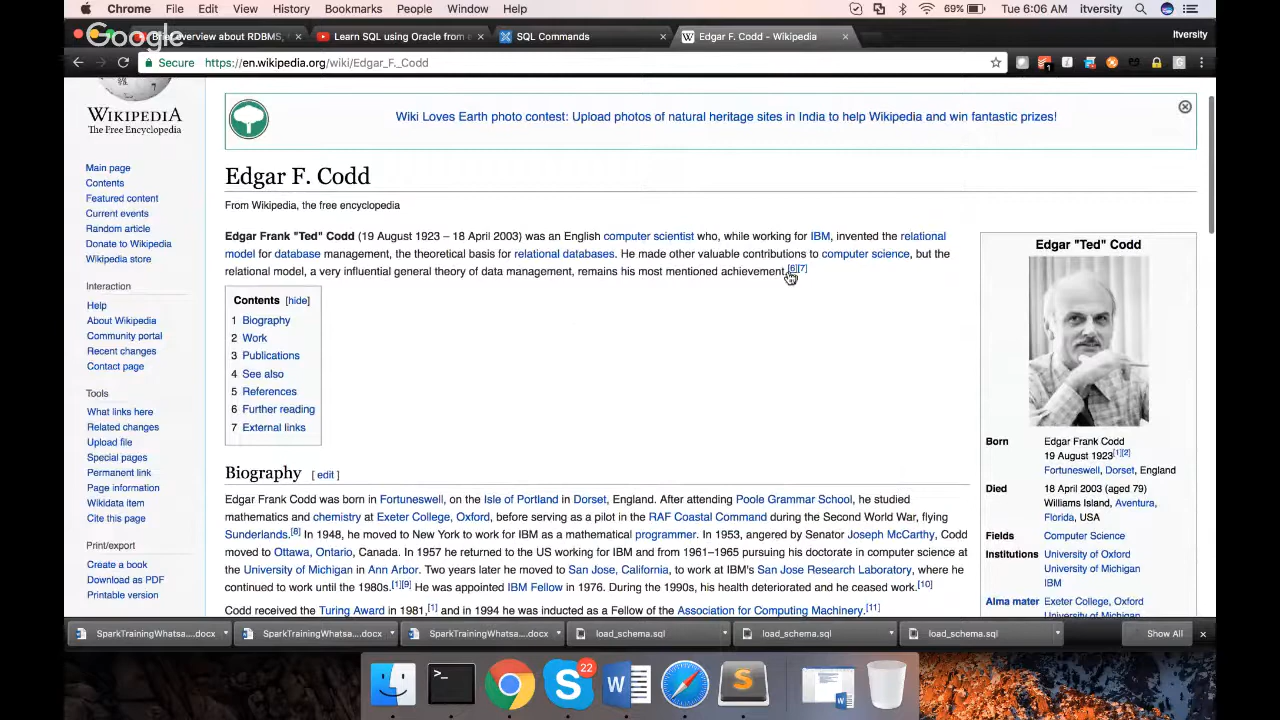 Chrome File Edit View History Bookmarks People Window Help 69% Tue 5:06 AM itversity
Google
Brief overview about RDBMS,
Learn SQL using Oracle from
SQL Commands
Edgar F. Codd - Wikipedia
Itversity
Secure https://en.wikipedia.org/wiki/Edgar_F._Codd
1
G
WIKIPEDIA
The Free Encyclopedia
Main page
Contents
Featured content
Current events
Random article
Donate to Wikipedia
Wikipedia store
Interaction
Help
About Wikipedia
Community portal
Recent changes
Contact page
Tools
What links here
Related changes
Upload file
Special pages
Permanent link
Page information
Wikidata item
Cite this page
Print/export
Create a book
Download as PDF
Printable version
Wiki Loves Earth photo contest: Upload photos of natural heritage sites in India to help Wikipedia and win fantastic prizes!
Edgar F. Codd
From Wikipedia, the free encyclopedia
Edgar Frank "Ted" Codd (19 August 1923 – 18 April 2003) was an English computer scientist who, while working for IBM, invented the relational
model for database management, the theoretical basis for relational databases. He made other valuable contributions to computer science, but the
relational model, a very influential general theory of data management, remains his most mentioned achievement.[6][7]
Contents [hide]
1 Biography
2 Work
3 Publications
4 See also
5 References
6 Further reading
7 External links
Biography [ edit ]
Edgar Frank Codd was born in Fortuneswell, on the Isle of Portland in Dorset, England. After attending Poole Grammar School, he studied
mathematics and chemistry at Exeter College, Oxford, before serving as a pilot in the RAF Coastal Command during the Second World War, flying
Sunderlands.[8] In 1948, he moved to New York to work for IBM as a mathematical programmer. In 1953, angered by Senator Joseph McCarthy, Codd
moved to Ottawa, Ontario, Canada. In 1957 he returned to the US working for IBM and from 1961–1965 pursuing his doctorate in computer science at
the University of Michigan in Ann Arbor. Two years later he moved to San Jose, California, to work at IBM's San Jose Research Laboratory, where he
continued to work until the 1980s.[1][9] He was appointed IBM Fellow in 1976. During the 1990s, his health deteriorated and he ceased work.[10]
Codd received the Turing Award in 1981,[1] and in 1994 he was inducted as a Fellow of the Association for Computing Machinery.[11]
Edgar "Ted" Codd
Born Edgar Frank Codd
19 August 1923[1][2]
Fortuneswell, Dorset, England
Died 18 April 2003 (aged 79)
Williams Island, Aventura,
Florida, USA
Fields Computer Science
Institutions University of Oxford
University of Michigan
IBM
Alma mater Exeter College, Oxford
University of Michigan
SparkTrainingWhatsa....docx
SparkTrainingWhatsa....docx
SparkTrainingWhatsa....docx
load_schema.sql
load_schema.sql
load_schema.sql
Show All
>_
22
W
S
W